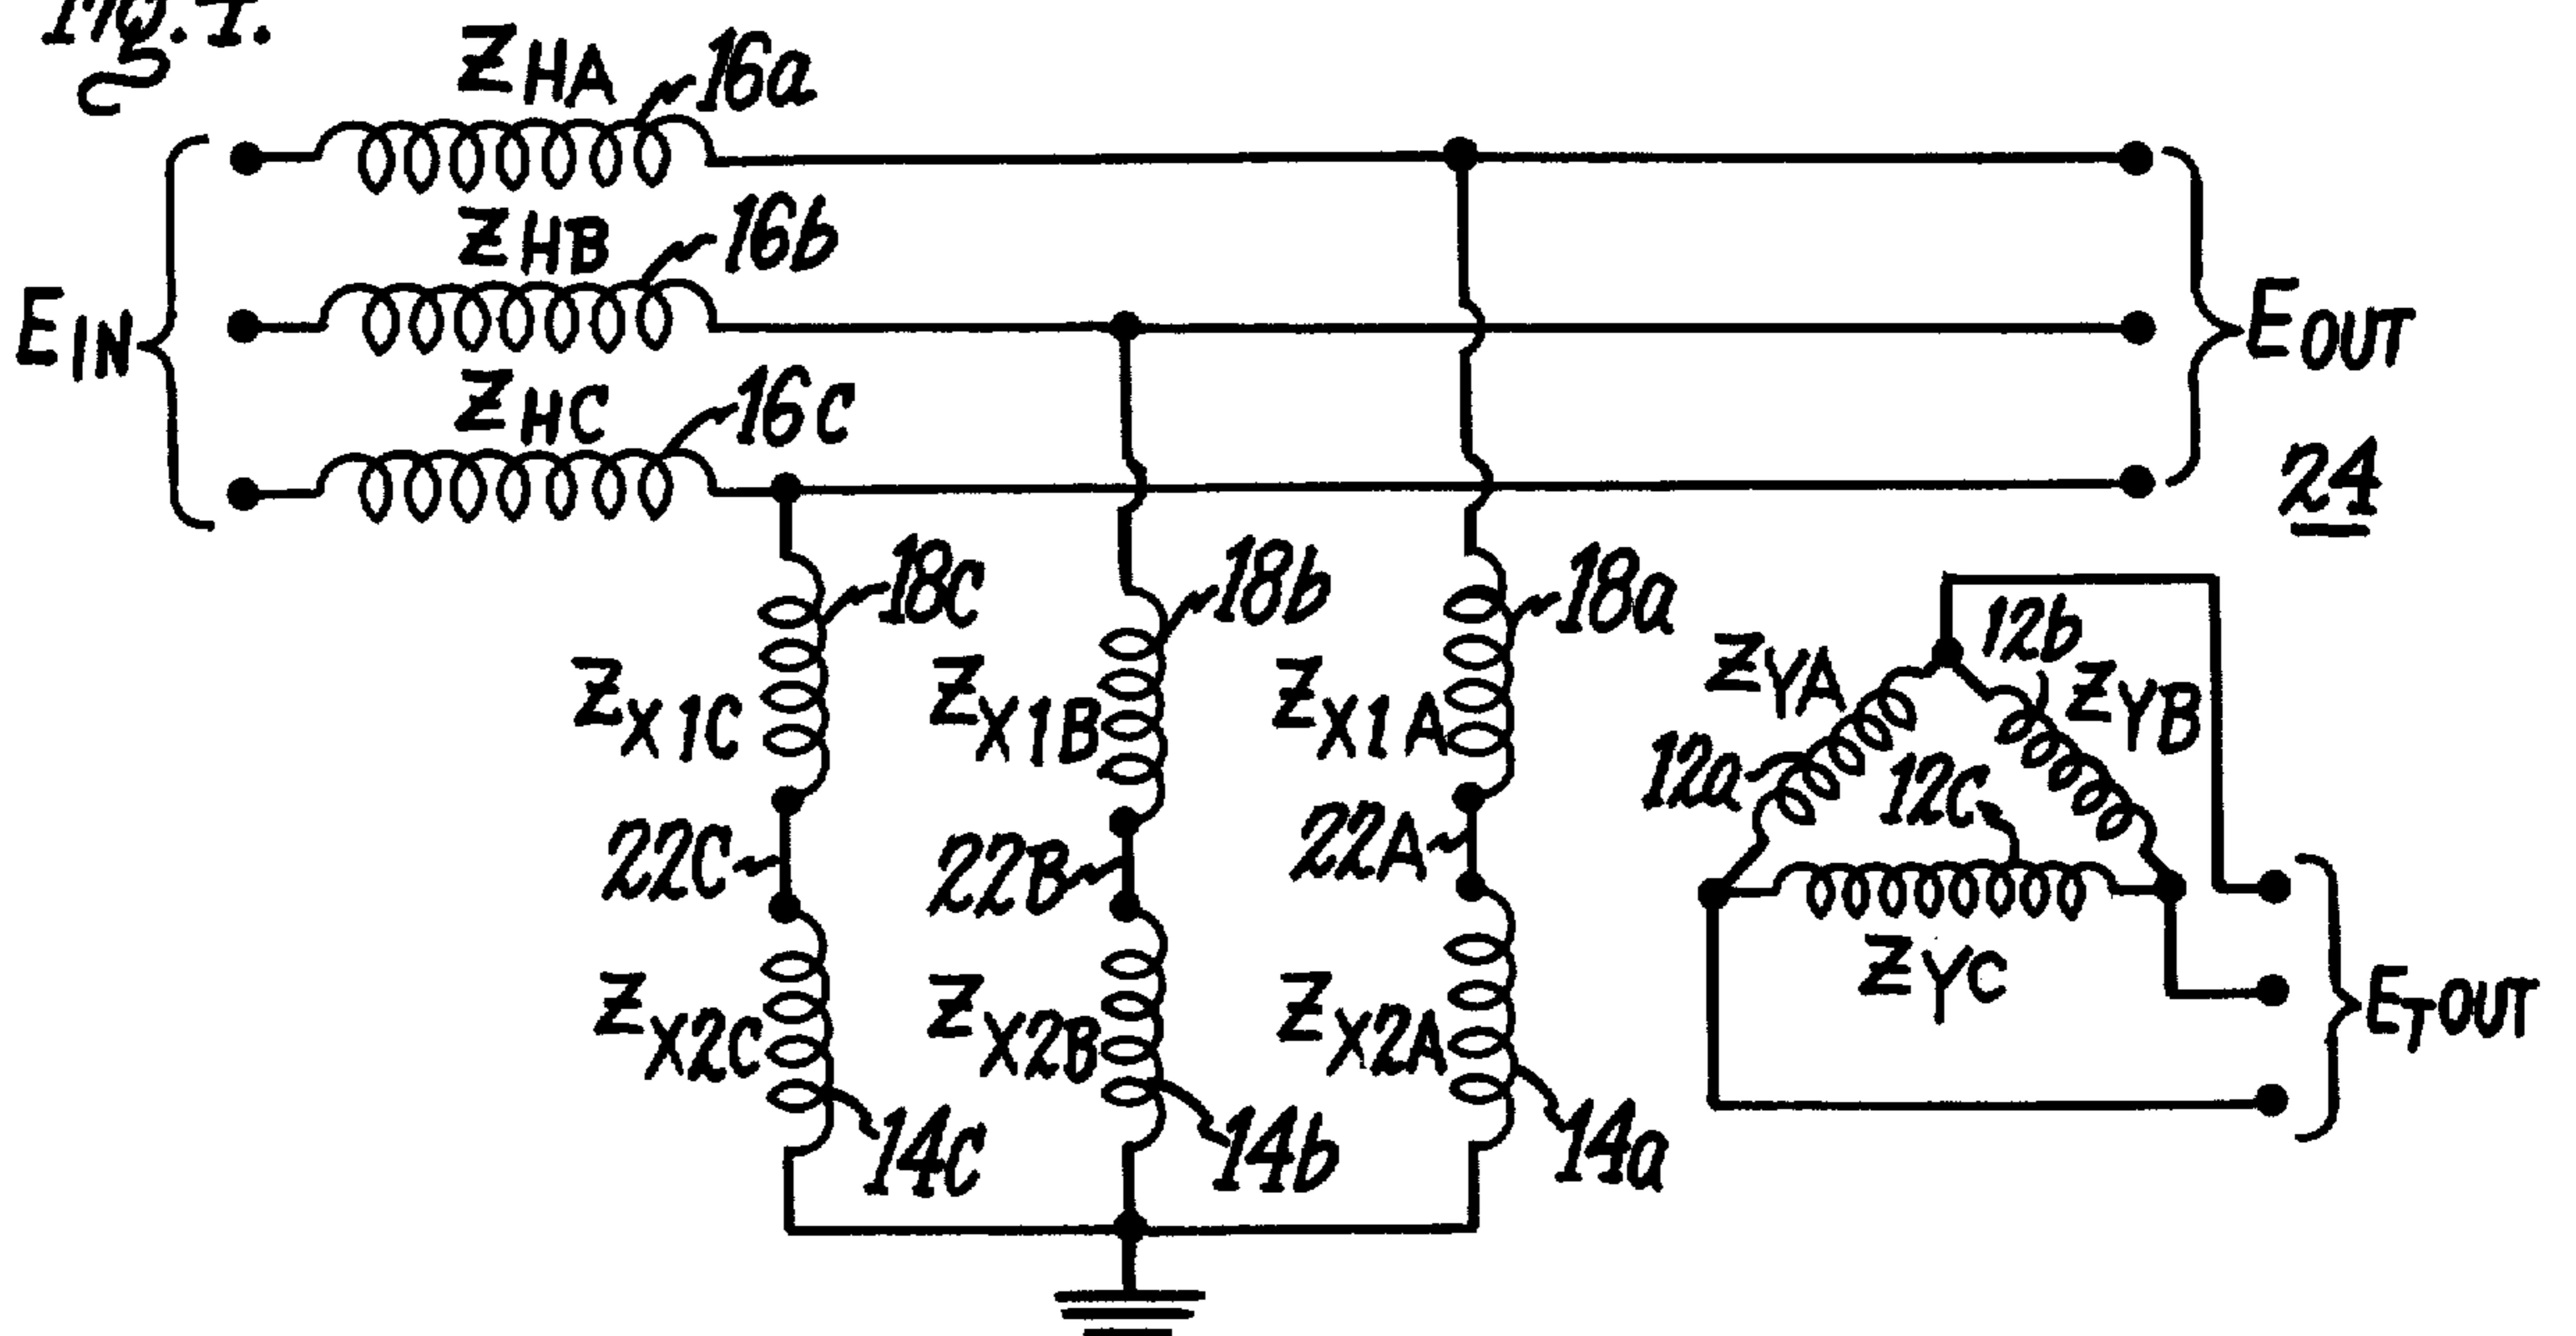 Fig. 1.
ZHA 16a
ZHB 16b
EIN
EOUT
ZHC 16c
24
18c 18b 18a
12b
ZX1C ZX1B ZX1A
ZYA ZYB
12a 12c
22C 22B 22A
ZYC
ZX2C ZX2B ZX2A
ETOUT
14c 14b 14a